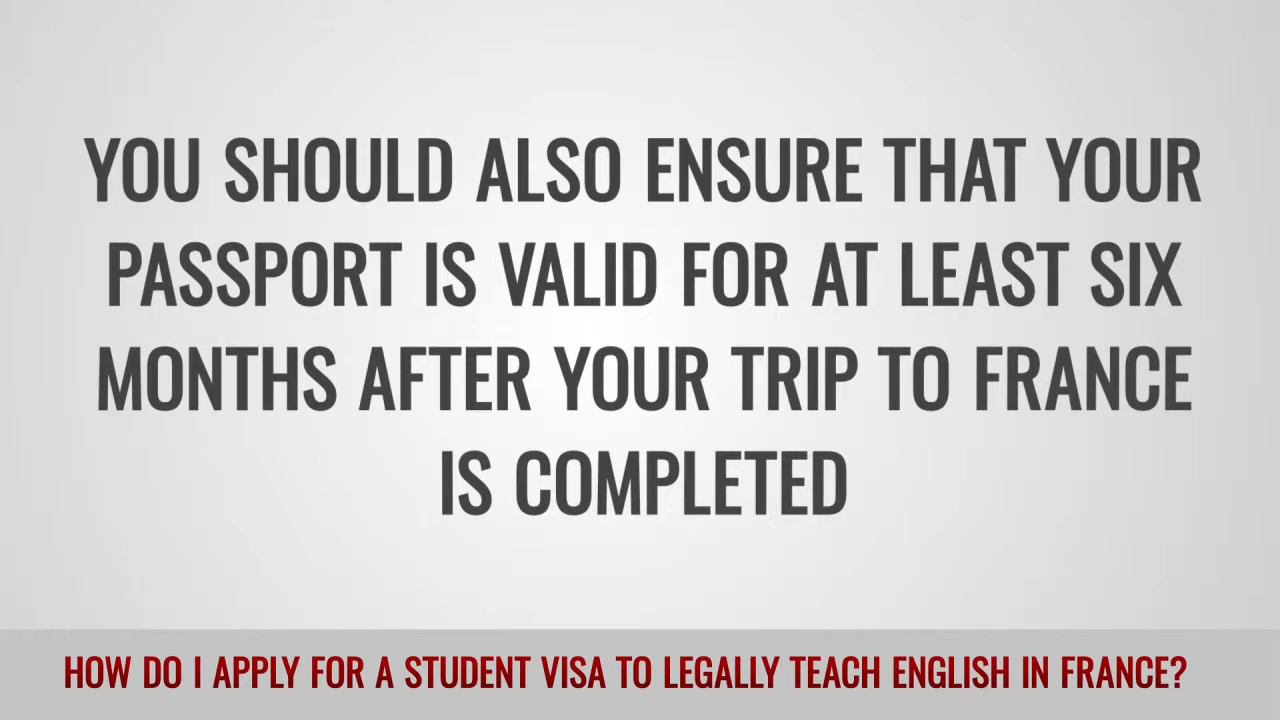 YOU SHOULD ALSO ENSURE THAT YOUR
PASSPORT IS VALID FOR AT LEAST SIX
MONTHS AFTER YOUR TRIP TO FRANCE
IS COMPLETED
HOW DO I APPLY FOR A STUDENT VISA TO LEGALLY TEACH ENGLISH IN FRANCE?